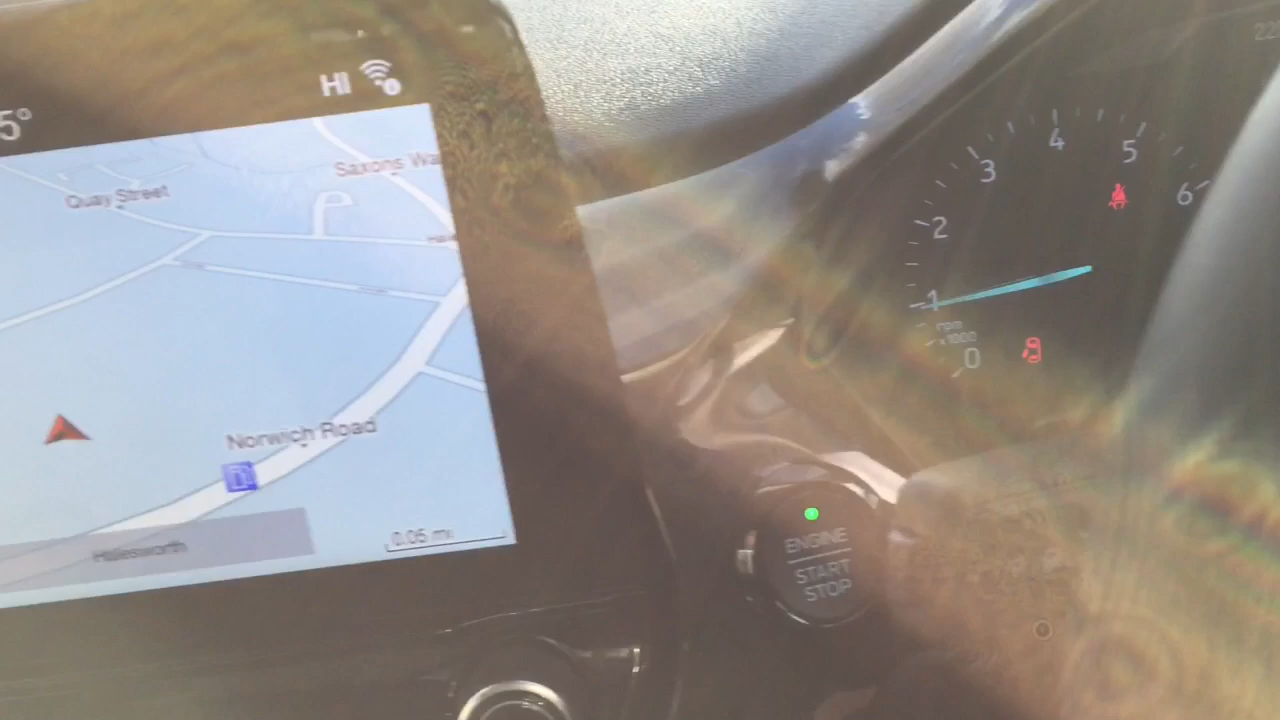 5°
HI
Saxons Wa
Quay Street
Norwich Road
Halesworth
0.05 mi
ENGINE
START
STOP
0
1
2
3
4
5
6
rpm
x1000